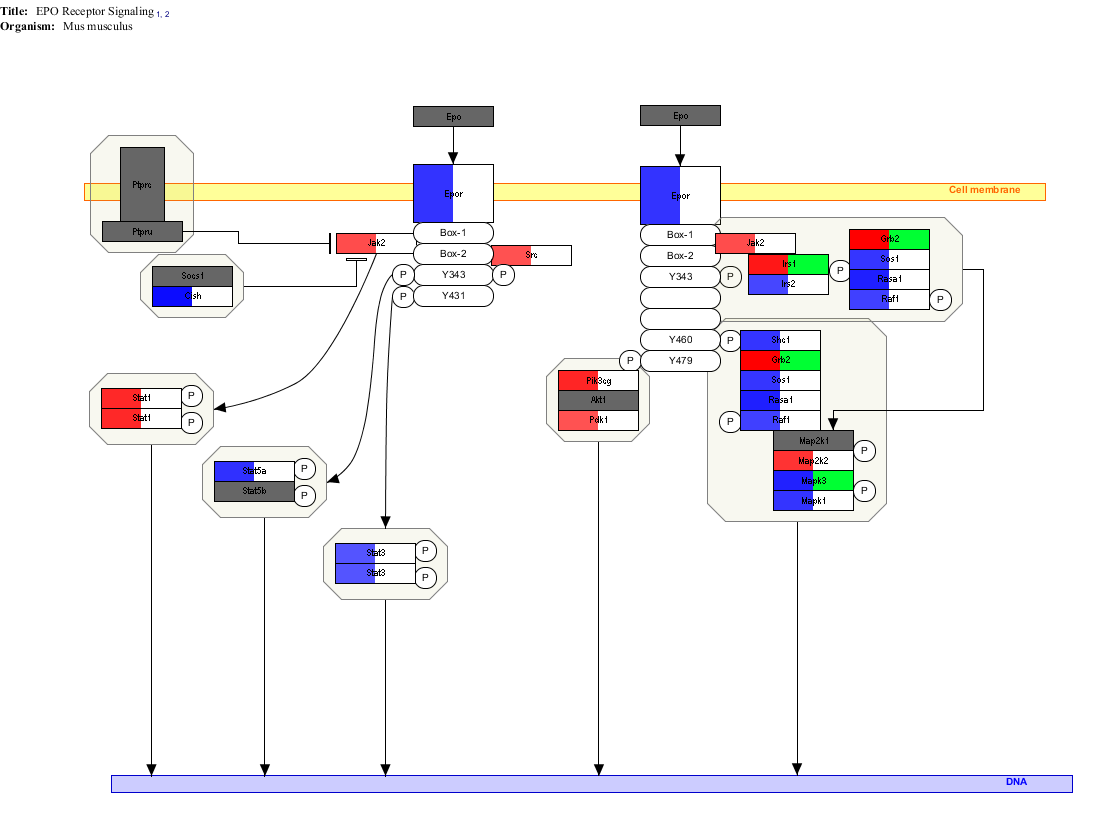 Title: EPO Receptor Signaling 1, 2
Organism: Mus musculus
Epo
Epo
Ptprc
Cell membrane
Epor
Epor
Ptpru
Box-1
Box-1
Jak2
Jak2
Grb2
Box-2
Src
Box-2
Irs1
Sos1
Socs1
P
Y343
P
Y343
P
Irs2
P
Rasa1
Cish
P
Y431
Raf1
P
Y460
P
Shc1
P
Y479
Grb2
Pik3cg
Sos1
Akt1
Rasa1
Stat1
P
Pdk1
P
Raf1
Stat1
P
Map2k1
P
Map2k2
Stat5a
P
Mapk3
P
Stat5b
P
Mapk1
Stat3
P
Stat3
P
DNA